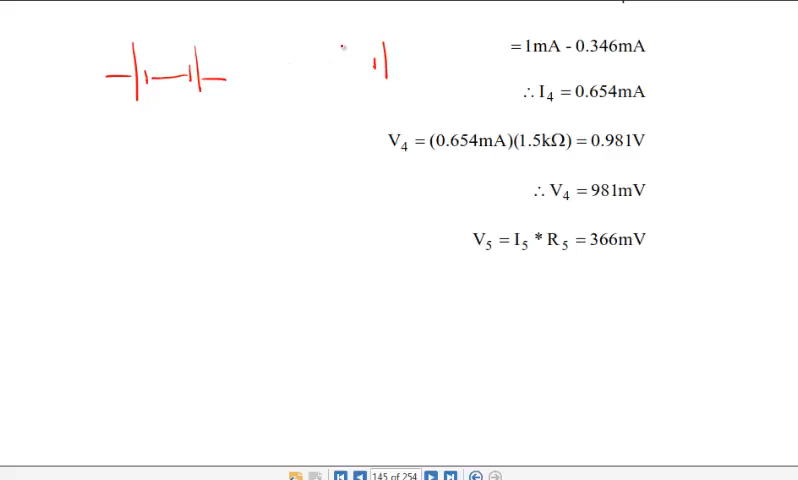 = 1mA - 0.346mA
∴ I₄ = 0.654mA
V₄ = (0.654mA)(1.5kΩ) = 0.981V
∴ V₄ = 981mV
V₅ = I₅ * R₅ = 366mV
145 of 254